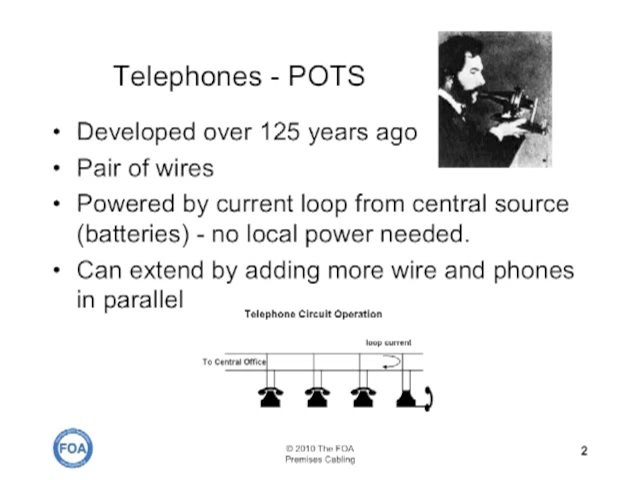 Telephones - POTS
• Developed over 125 years ago
• Pair of wires
• Powered by current loop from central source
(batteries) - no local power needed.
• Can extend by adding more wire and phones
in parallel
Telephone Circuit Operation
loop current
To Central Office
FOA
© 2010 The FOA
Premises Cabling
2